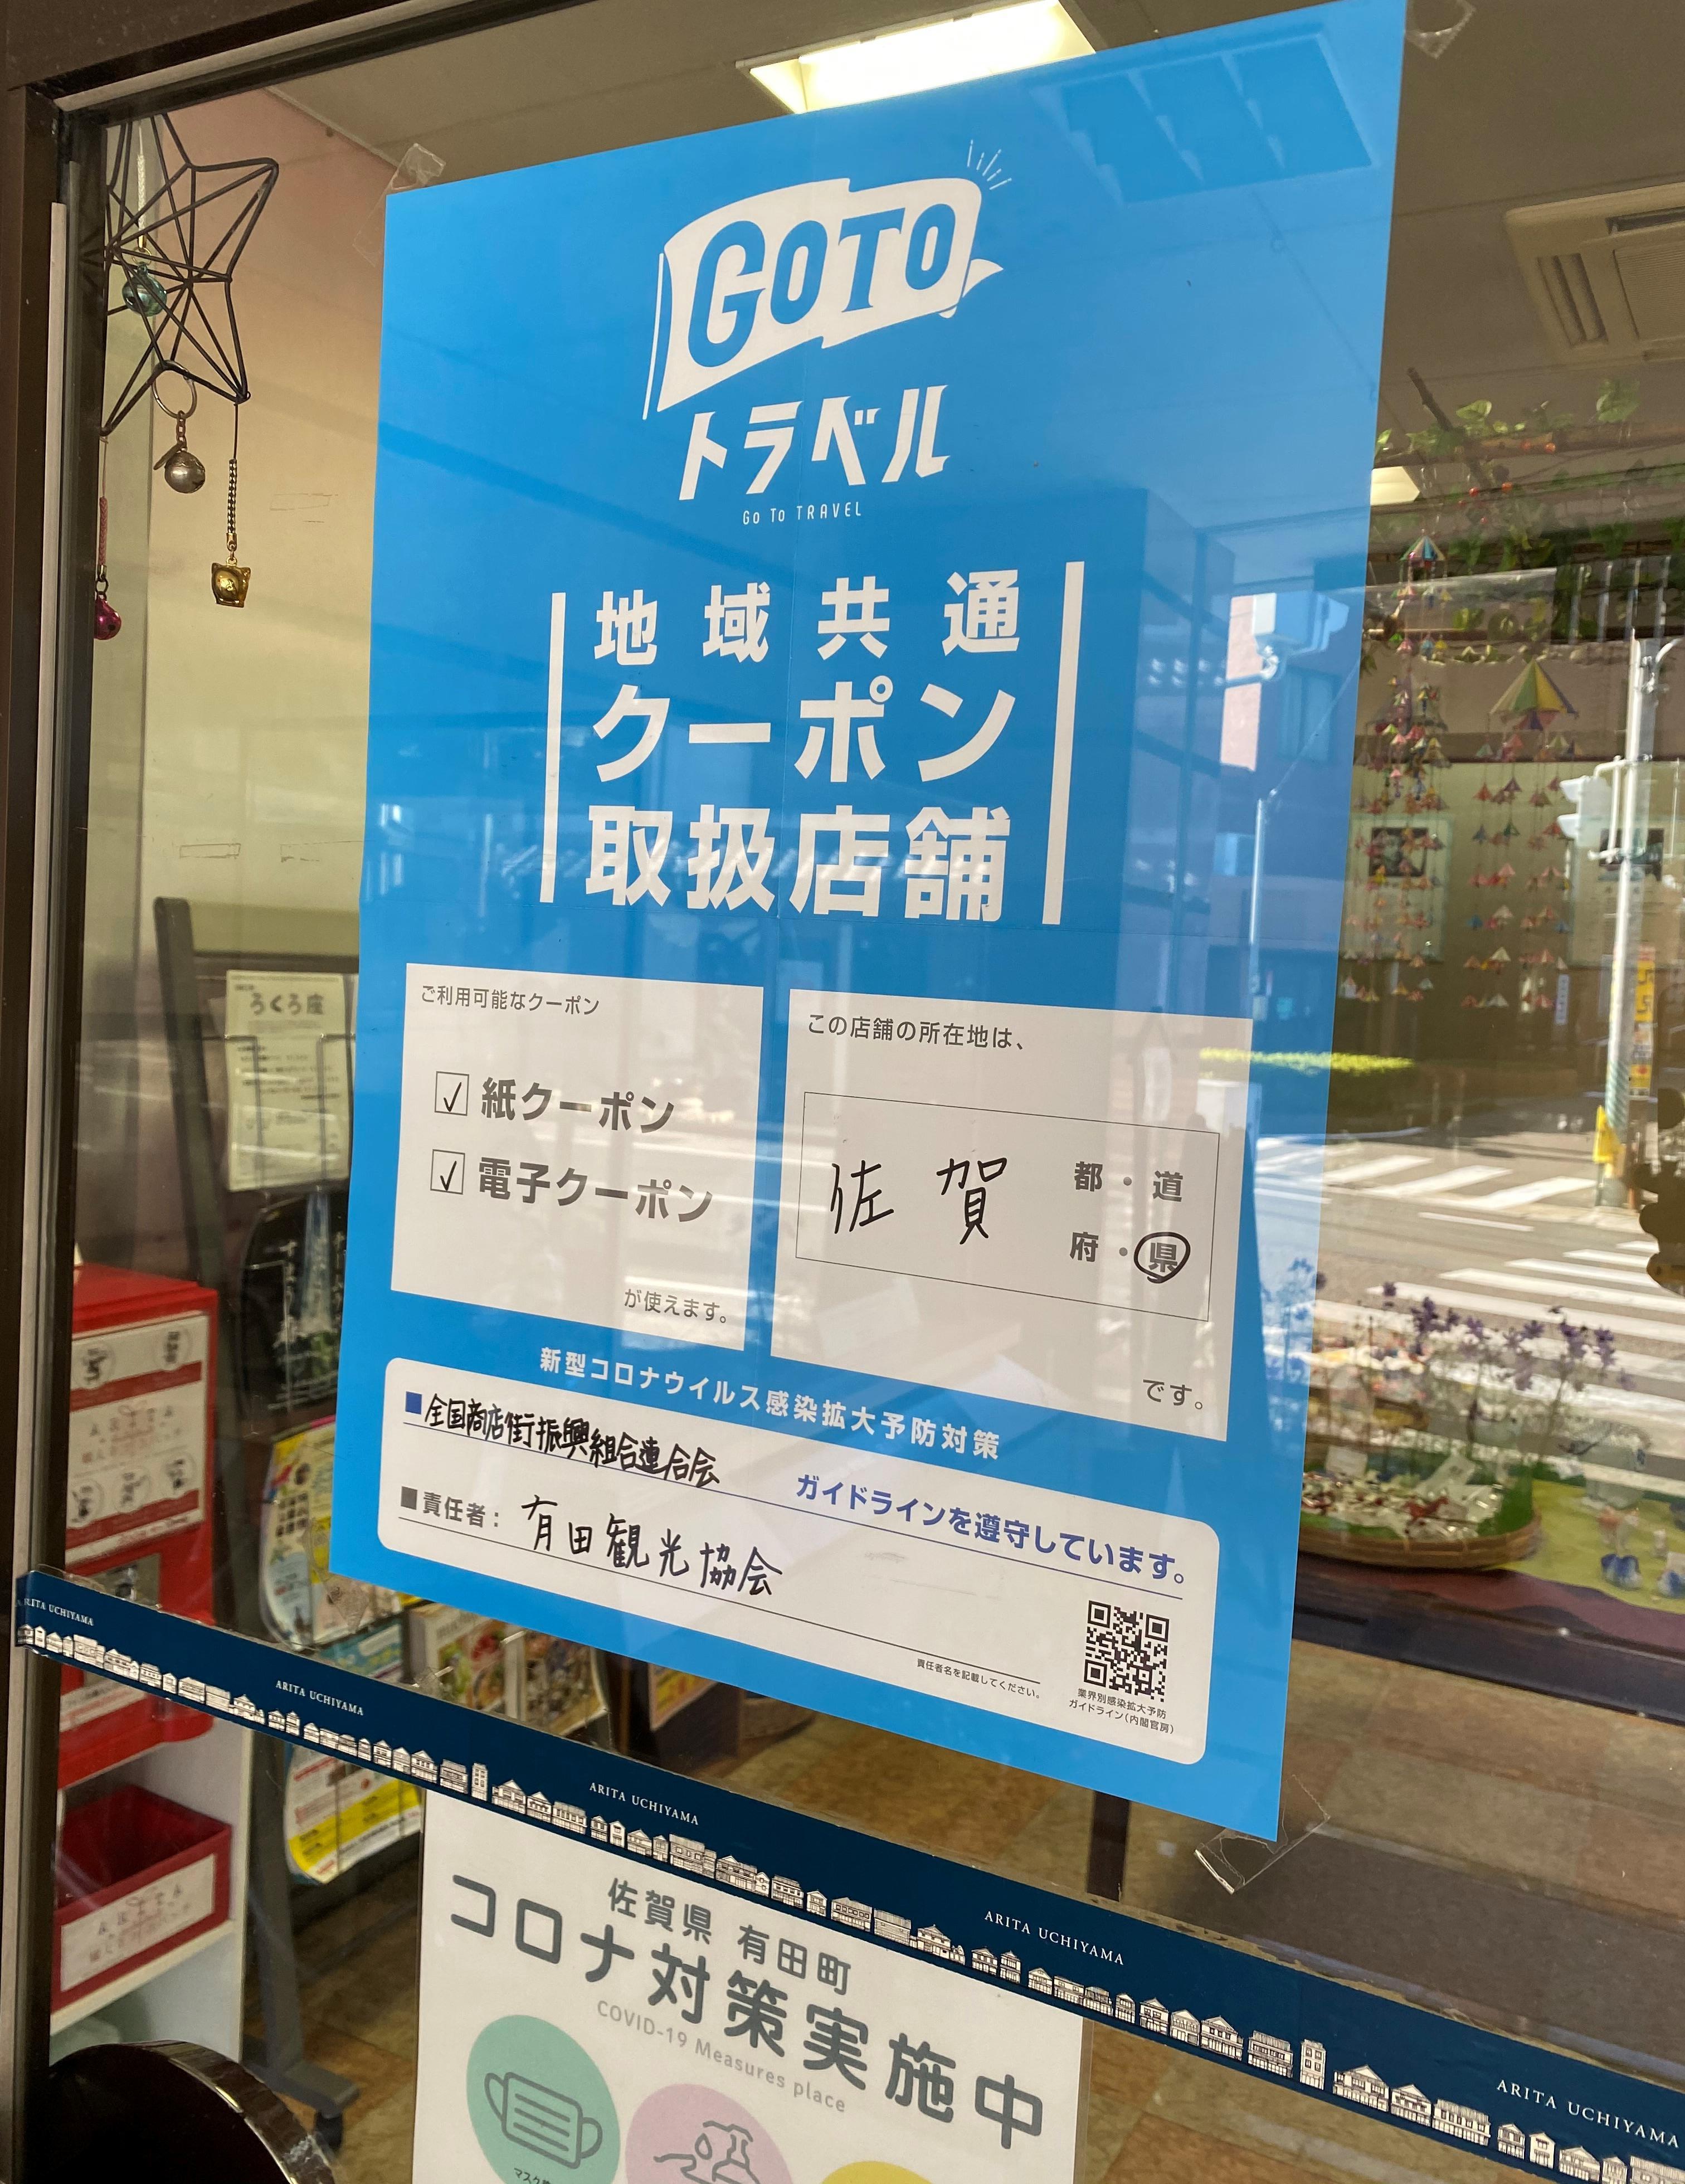 GOTO
トラベル
Go To TRAVEL
地域共通
クーポン
取扱店舗
ご利用可能なクーポン
✓ 紙クーポン
✓ 電子クーポン
が使えます。
この店舗の所在地は、
佐賀 都・道
府・県
です。
新型コロナウイルス感染拡大予防対策
■全国商店街振興組合連合会 ガイドラインを遵守しています。
■責任者: 有田観光協会
責任者名を記載してください。
業界別感染拡大予防
ガイドライン(内閣官房)
ろくろ座
ARITA UCHIYAMA
ARITA UCHIYAMA
ARITA UCHIYAMA
ARITA UCHIYAMA
ARITA UCHIYAMA
佐賀県 有田町
コロナ対策実施中
COVID-19 Measures place
マスク